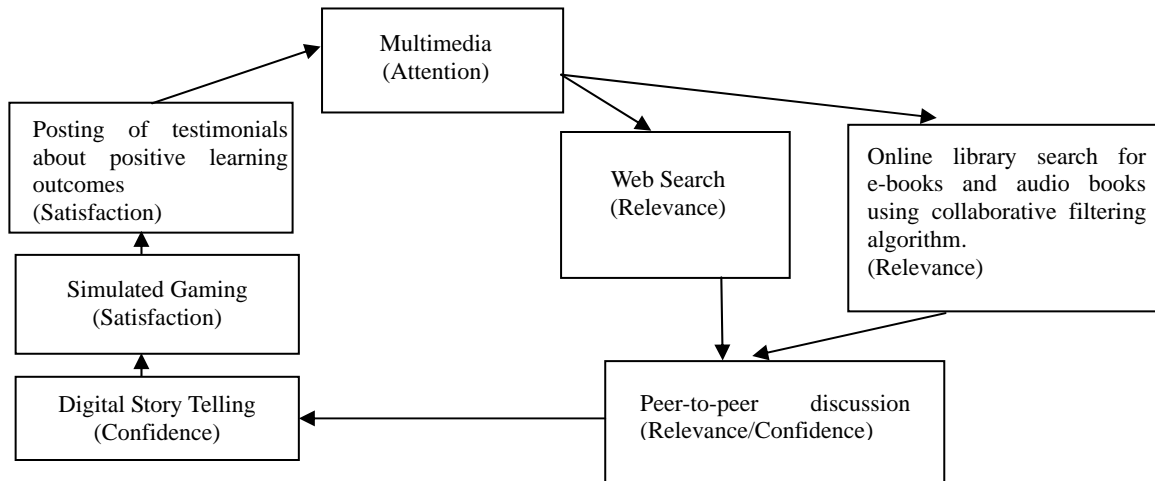 Multimedia
(Attention)
Posting of testimonials
about positive learning
outcomes
(Satisfaction)
Web Search
(Relevance)
Online library search for
e-books and audio books
using collaborative filtering
algorithm.
(Relevance)
Simulated Gaming
(Satisfaction)
Digital Story Telling
(Confidence)
Peer-to-peer discussion
(Relevance/Confidence)